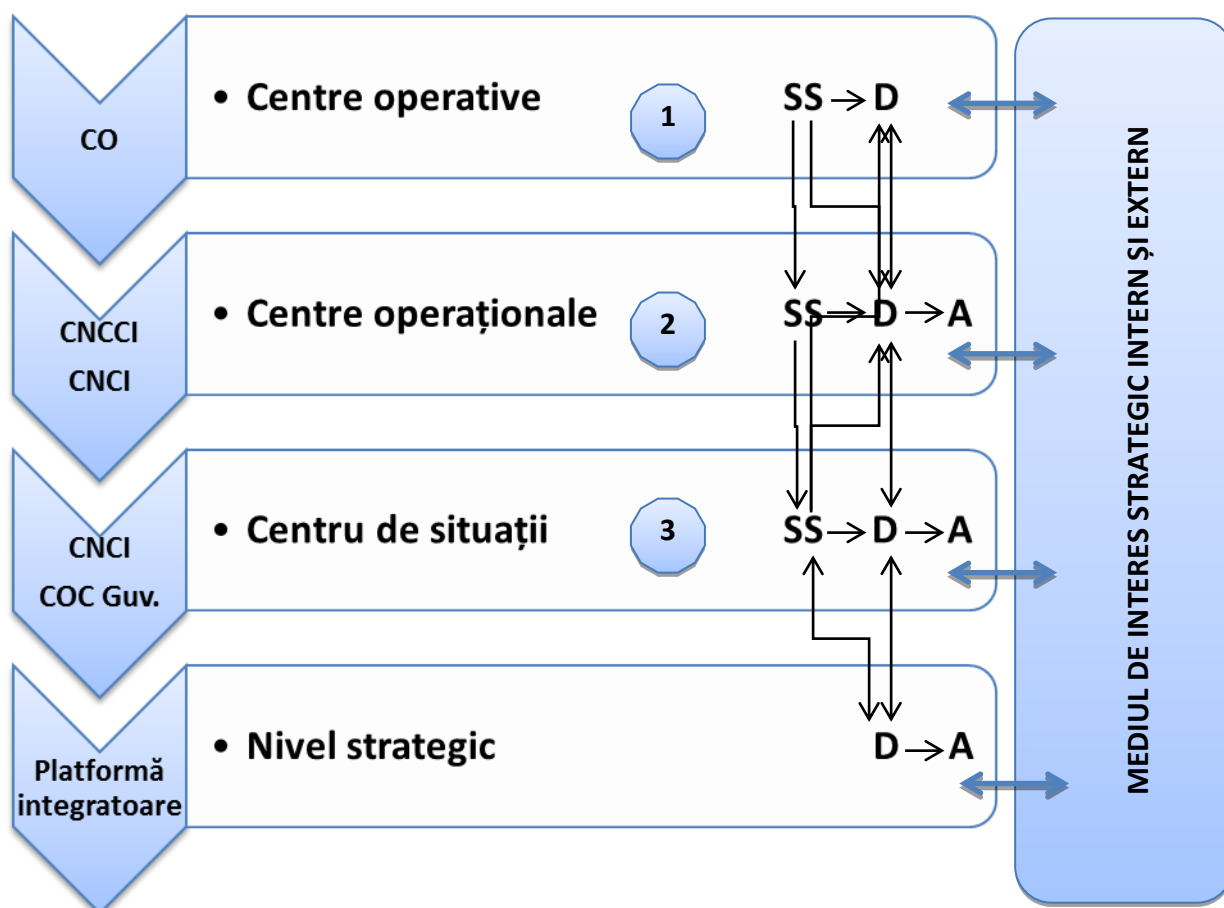 CO
• Centre operative
1
SS
D
CNCCI
CNCI
• Centre operaționale
2
SS
D
A
CNCI
COC Guv.
• Centru de situații
3
SS
D
A
Platformă
integratoare
• Nivel strategic
D
A
MEDIUL DE INTERES STRATEGIC INTERN ȘI EXTERN